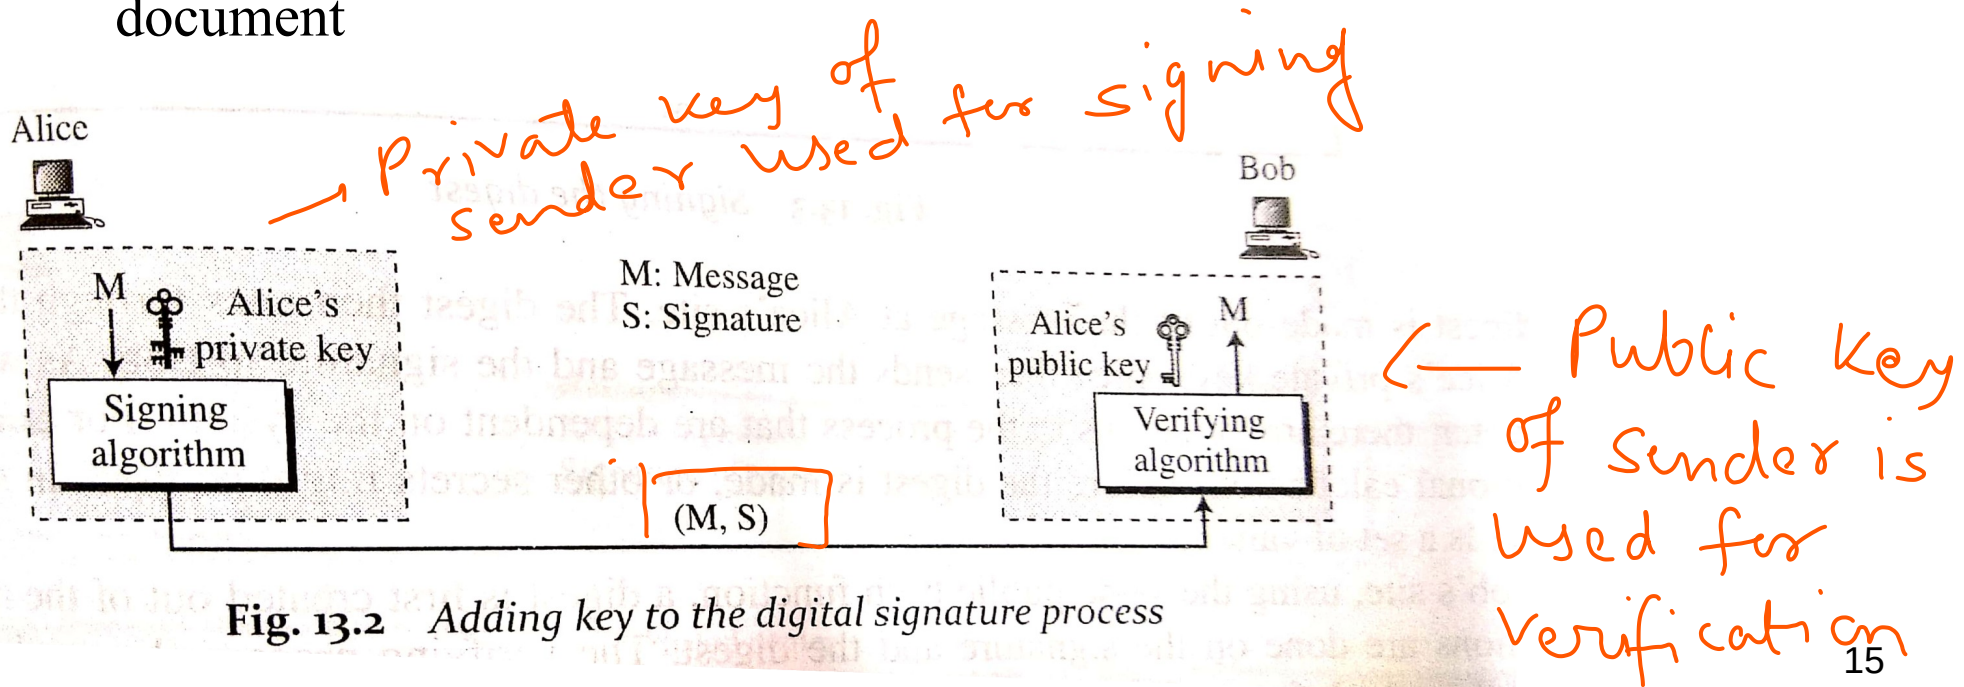 document
→ Private key of
sender used for signing
Alice
Bob
M
Alice's
private key
Signing
algorithm
M: Message
S: Signature
(M, S)
Alice's
public key
M
Verifying
algorithm
← Public Key
of Sender is
used for
verification
Fig. 13.2 Adding key to the digital signature process
15